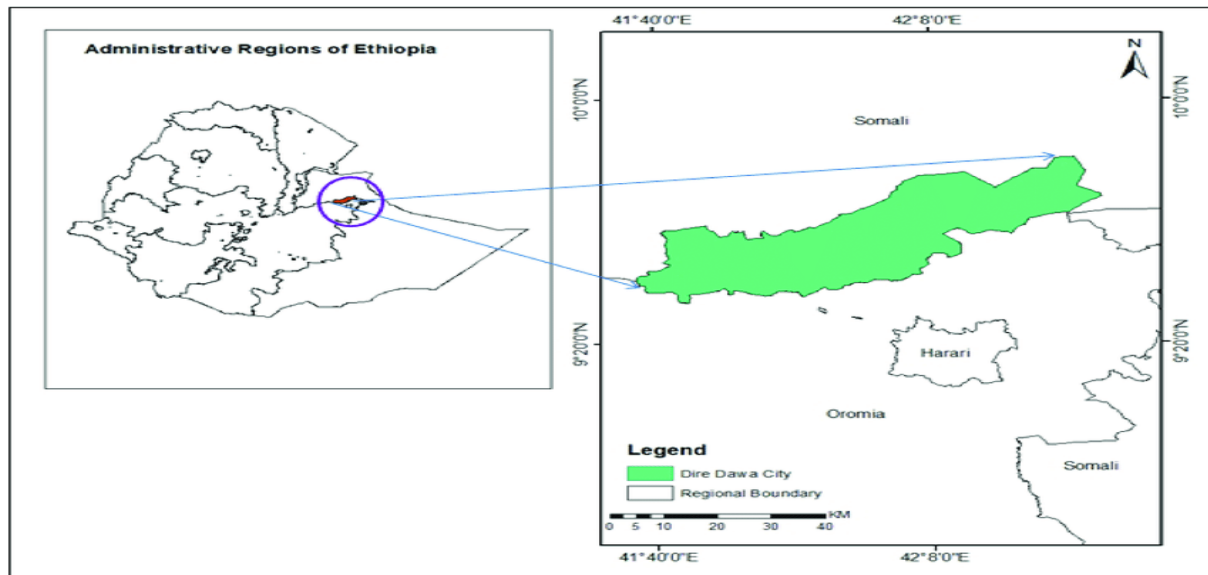 Administrative Regions of Ethiopia
41°40'0"E 42°8'0"E
N
10°0'0"N 10°0'0"N
Somali
9°20'0"N 9°20'0"N
Harari
Oromia
Somali
Legend
Dire Dawa City
Regional Boundary
KM
0 5 10 20 30 40
41°40'0"E 42°8'0"E